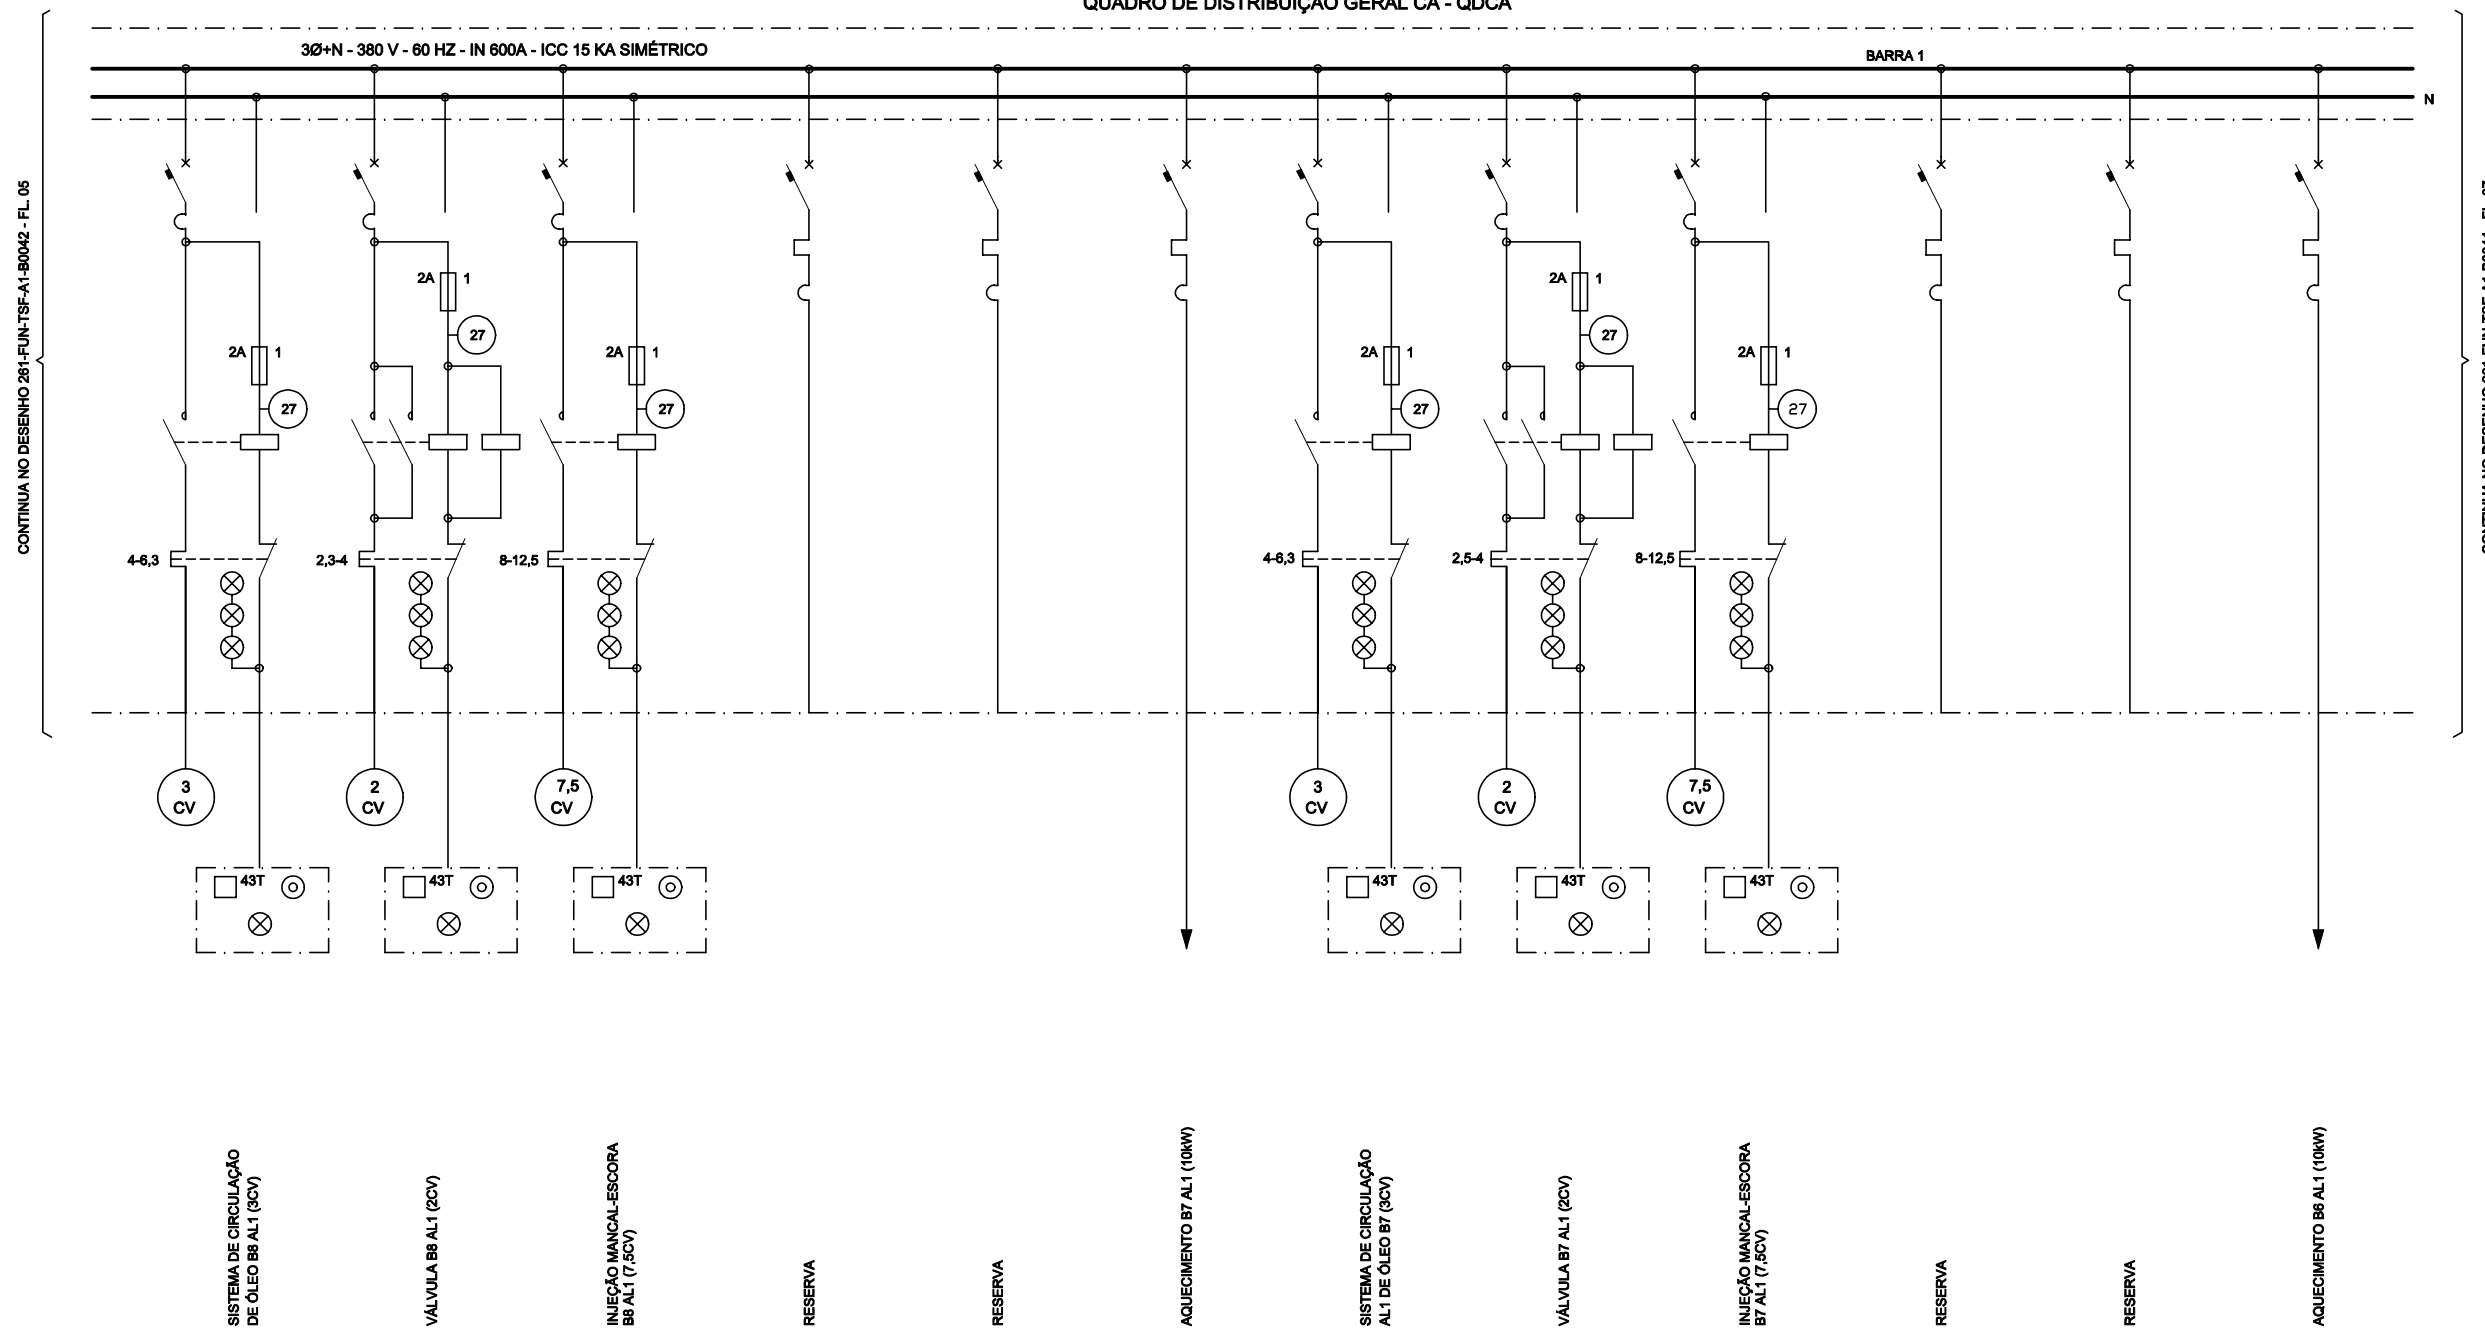 QUADRO DE DISTRIBUIÇÃO GERAL CA - QDCA
3Ø+N - 380 V - 60 HZ - IN 600A - ICC 15 KA SIMÉTRICO
BARRA 1
N
CONTINUA NO DESENHO 261-FUN-TSF-A1-B0042 - FL. 05
2A 1
27
4-6,3
3
CV
43T
2A 1
27
2,3-4
2
CV
43T
2A 1
27
8-12,5
7,5
CV
43T
2A 1
27
4-6,3
3
CV
43T
2A 1
27
2,5-4
2
CV
43T
2A 1
27
8-12,5
7,5
CV
43T
SISTEMA DE CIRCULAÇÃO
DE ÓLEO B8 AL1 (3CV)
VÁLVULA B8 AL1 (2CV)
INJEÇÃO MANCAL-ESCORA
B8 AL1 (7,5CV)
RESERVA
RESERVA
AQUECIMENTO B7 AL1 (10kW)
SISTEMA DE CIRCULAÇÃO
AL1 DE ÓLEO B7 (3CV)
VÁLVULA B7 AL1 (2CV)
INJEÇÃO MANCAL-ESCORA
B7 AL1 (7,5CV)
RESERVA
RESERVA
AQUECIMENTO B6 AL1 (10kW)